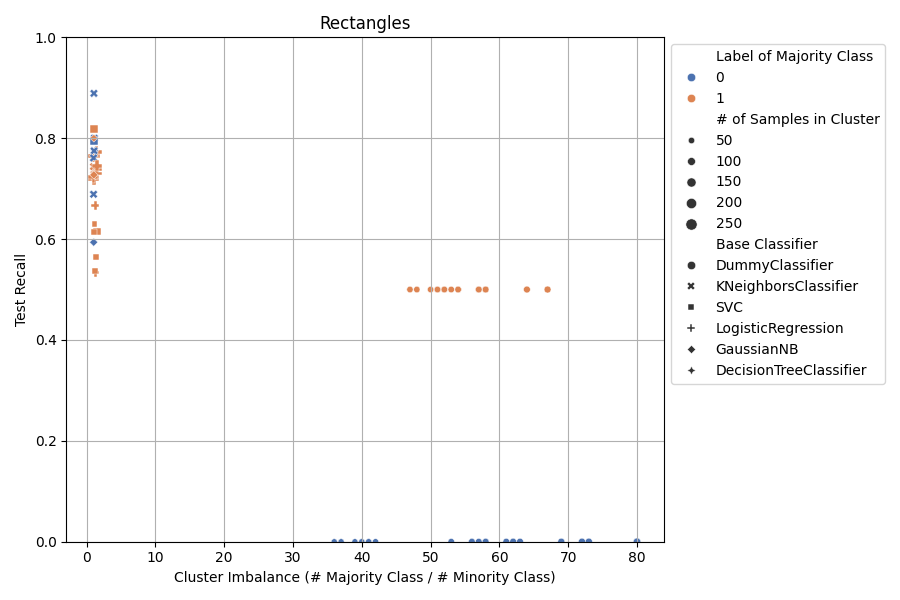 Rectangles
1.0
0.8
0.6
0.4
0.2
0.0
Test Recall
0 10 20 30 40 50 60 70 80
Cluster Imbalance (# Majority Class / # Minority Class)
Label of Majority Class
0
1
# of Samples in Cluster
50
100
150
200
250
Base Classifier
DummyClassifier
KNeighborsClassifier
SVC
LogisticRegression
GaussianNB
DecisionTreeClassifier